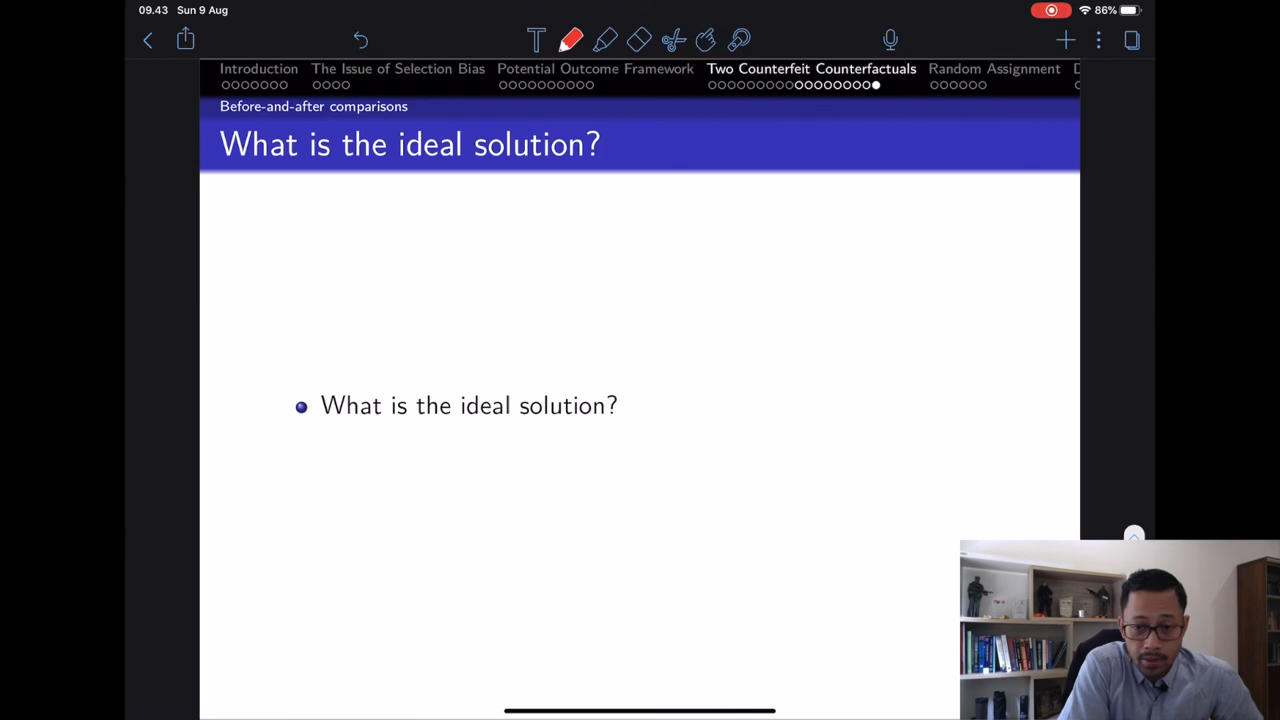 09.43 Sun 9 Aug
86%
Introduction The Issue of Selection Bias Potential Outcome Framework Two Counterfeit Counterfactuals Random Assignment D
Before-and-after comparisons
What is the ideal solution?
What is the ideal solution?